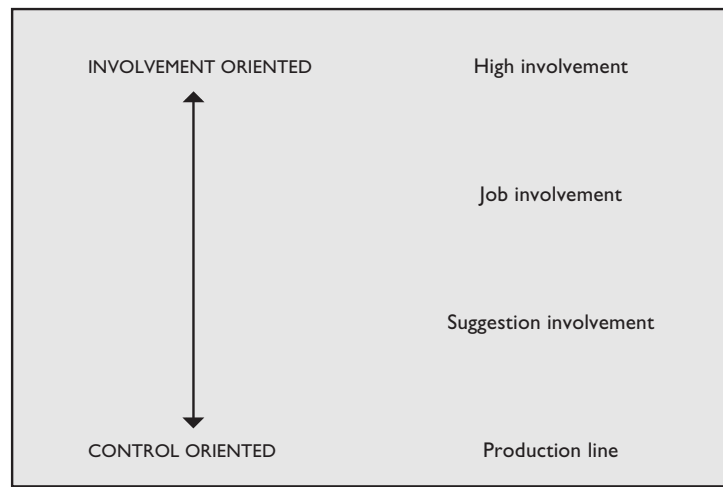 INVOLVEMENT ORIENTED High involvement
Job involvement
Suggestion involvement
CONTROL ORIENTED Production line